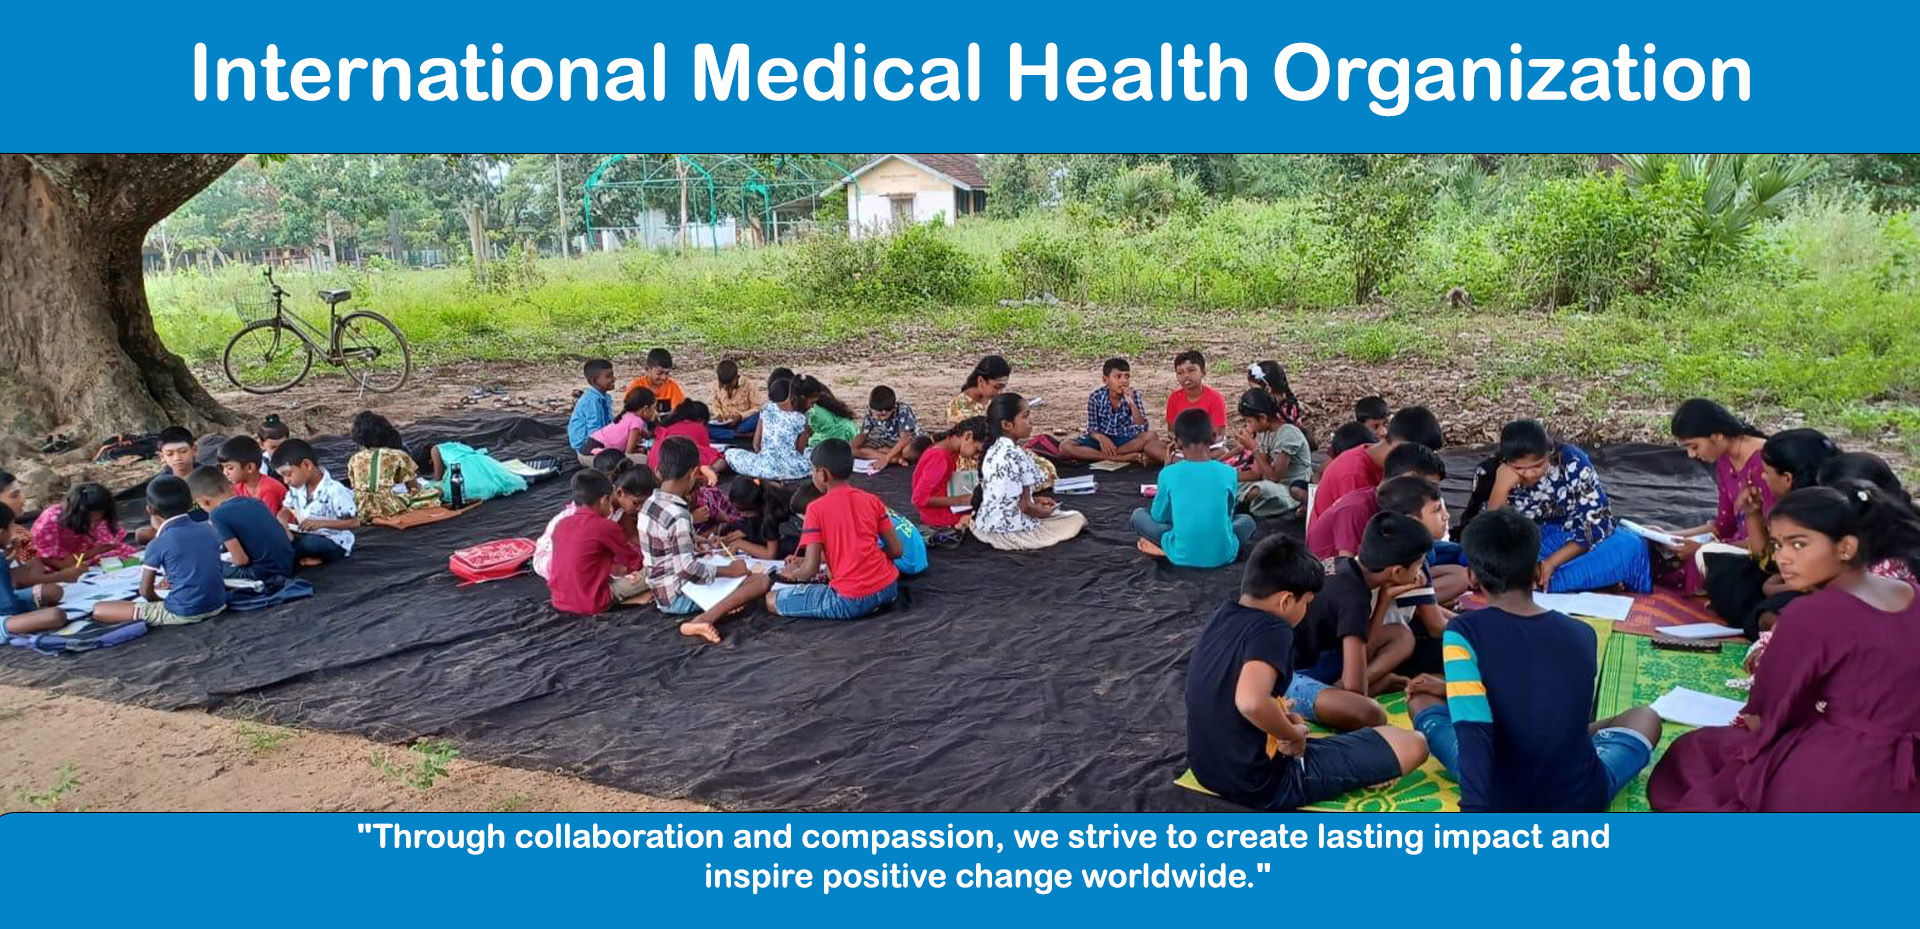 International Medical Health Organization
"Through collaboration and compassion, we strive to create lasting impact and
inspire positive change worldwide."